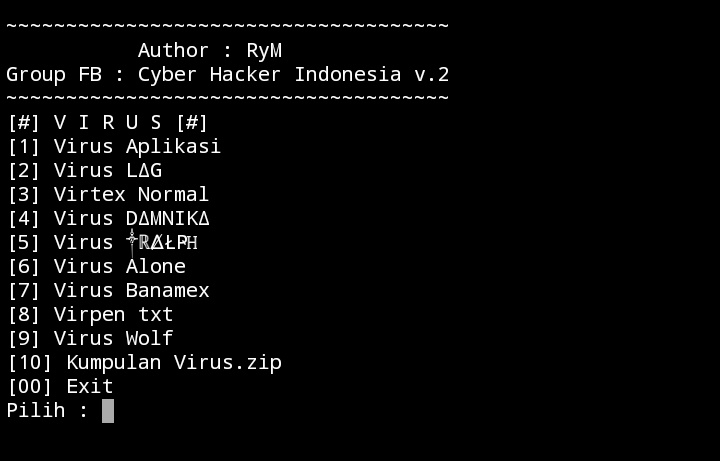 ~~~~~~~~~~~~~~~~~~~~~~~~~~~~~~~~~~~~~
Author : RyM
Group FB : Cyber Hacker Indonesia v.2
~~~~~~~~~~~~~~~~~~~~~~~~~~~~~~~~~~~~~
[#] V I R U S [#]
[1] Virus Aplikasi
[2] Virus LΔG
[3] Virtex Normal
[4] Virus DΔMNIKΔ
[5] Virus
[6] Virus Alone
[7] Virus Banamex
[8] Virpen txt
[9] Virus Wolf
[10] Kumpulan Virus.zip
[00] Exit
Pilih :